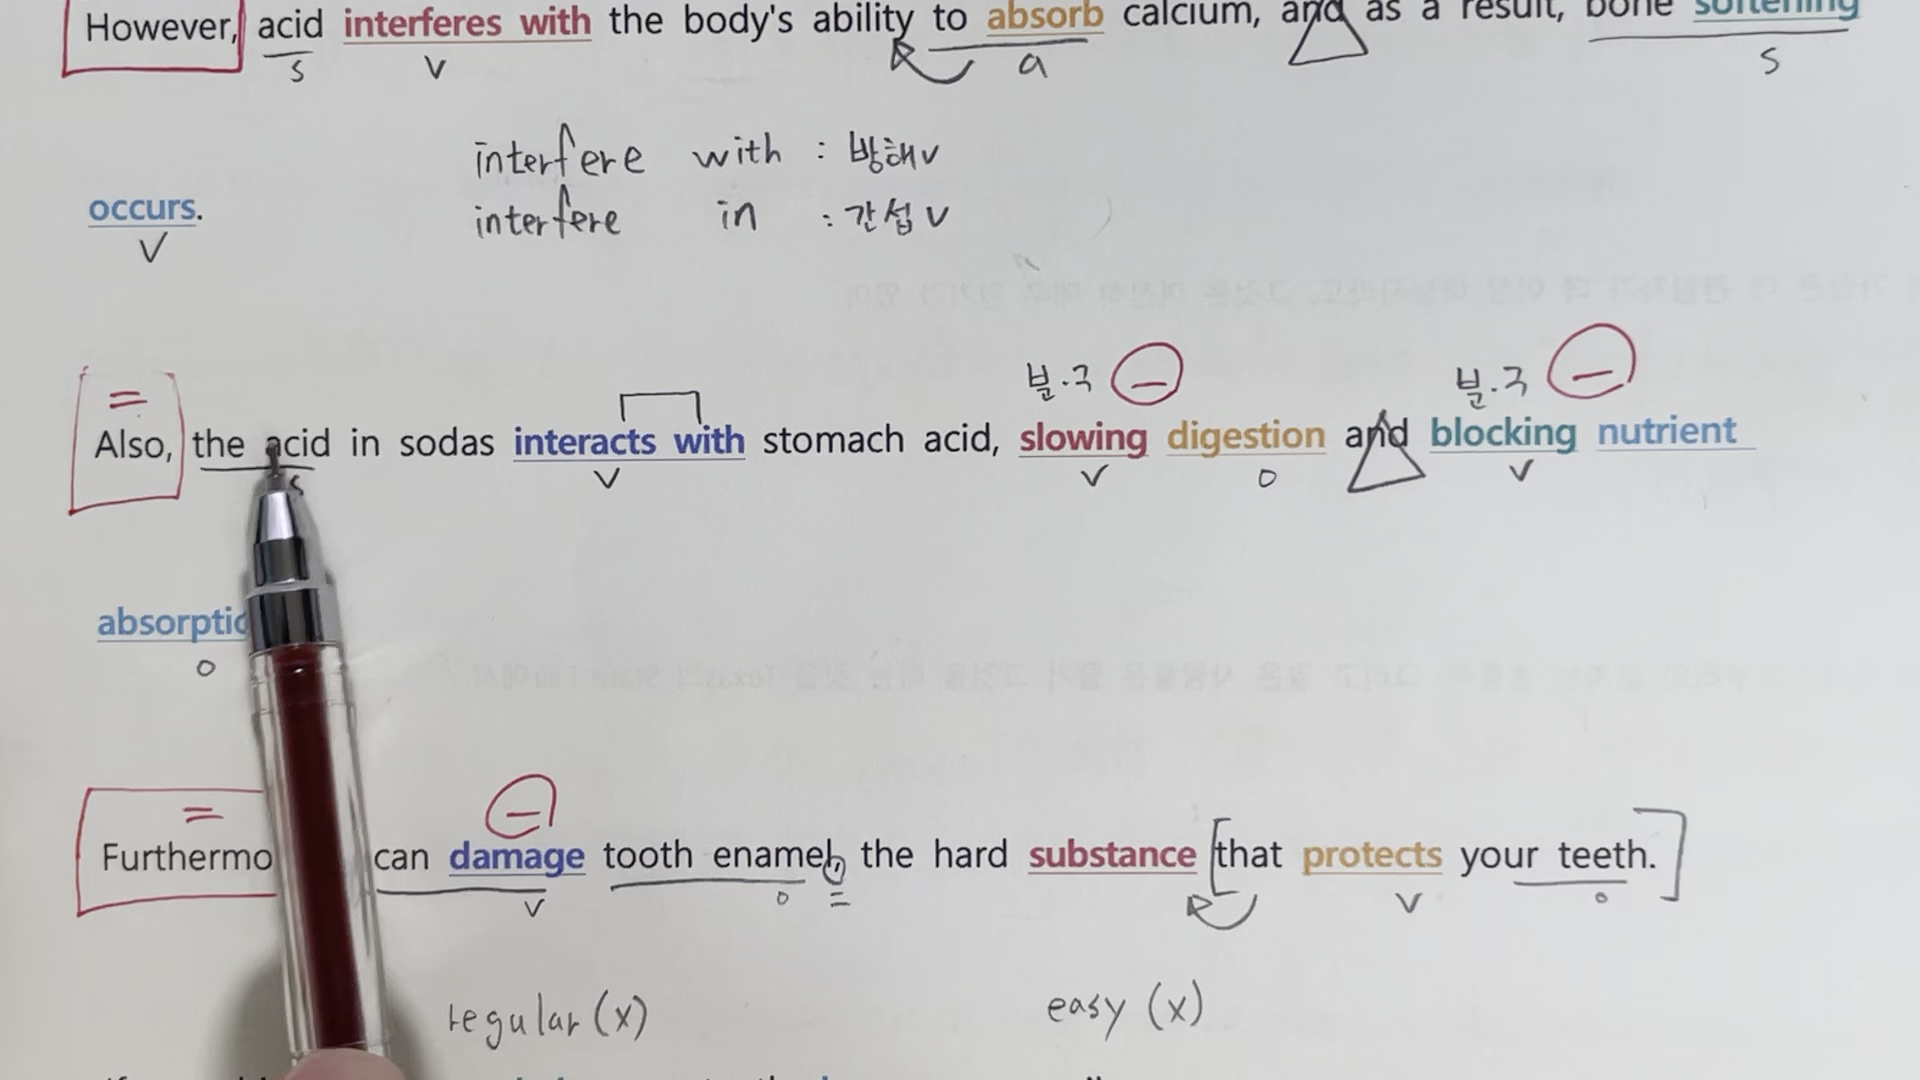 However, acid interferes with the body's ability to absorb calcium, and as a result, bone softening
s v a s
interfere with : 방해v
occurs.
interfere in : 간섭v
v
분.구 분.구
Also, the acid in sodas interacts with stomach acid, slowing digestion and blocking nutrient
s v v o v
o
can damage tooth enamel, the hard substance that protects your teeth.
v o v o
regular (x) easy (x)